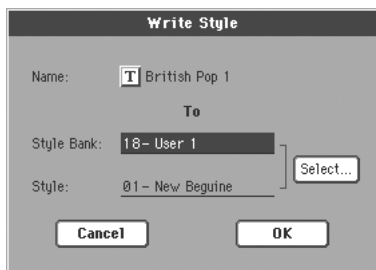 Write Style
Name: T British Pop 1
To
Style Bank: 18- User 1
Select...
Style: 01- New Beguine
Cancel OK